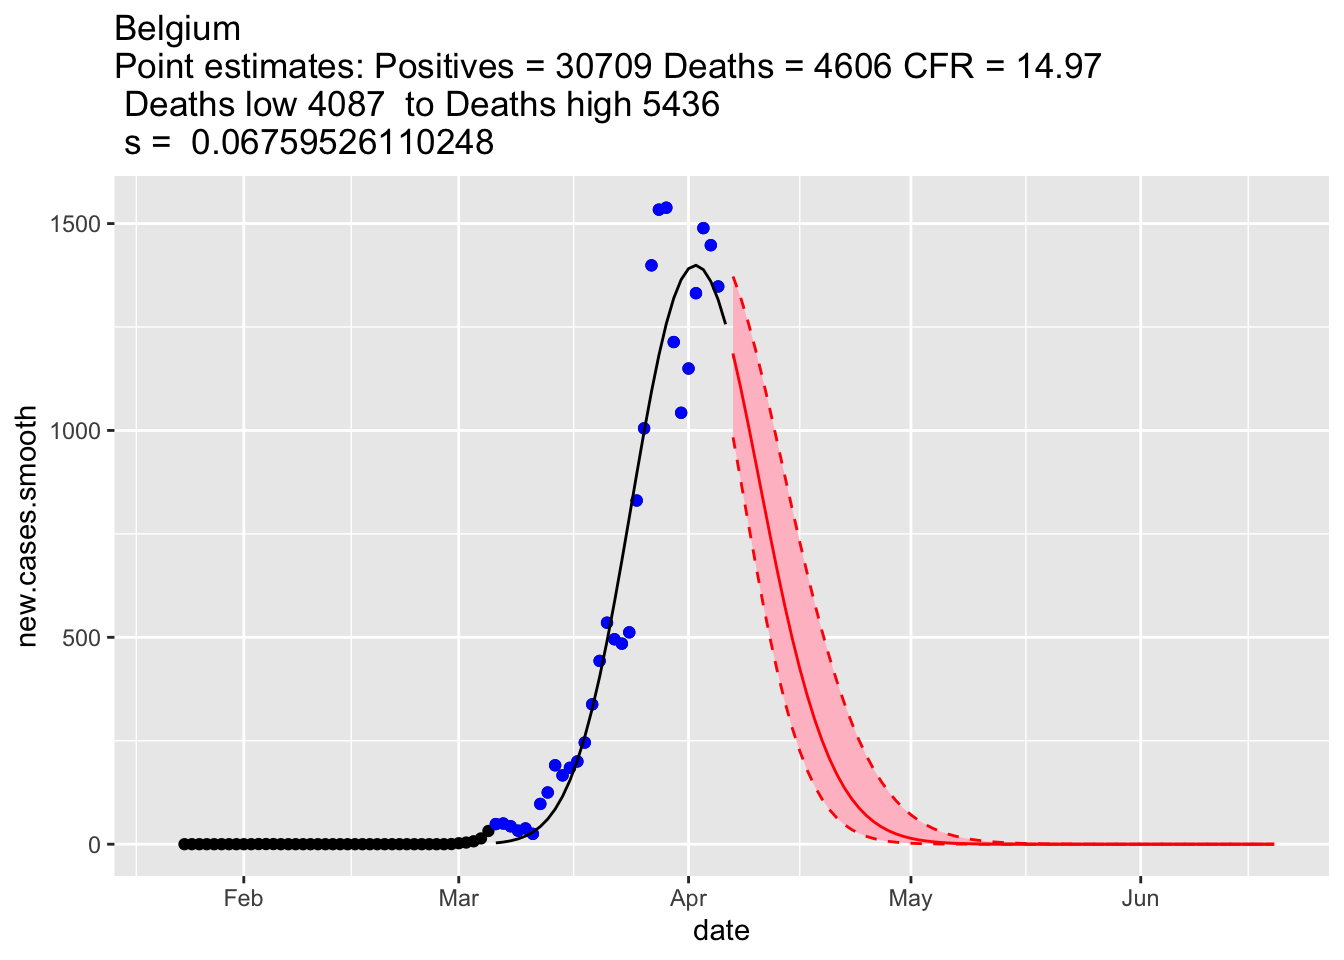 Belgium
Point estimates: Positives = 30709 Deaths = 4606 CFR = 14.97
Deaths low 4087  to Deaths high 5436
s =  0.06759526110248
1500
1000
500
0
new.cases.smooth
Feb Mar Apr May Jun
date